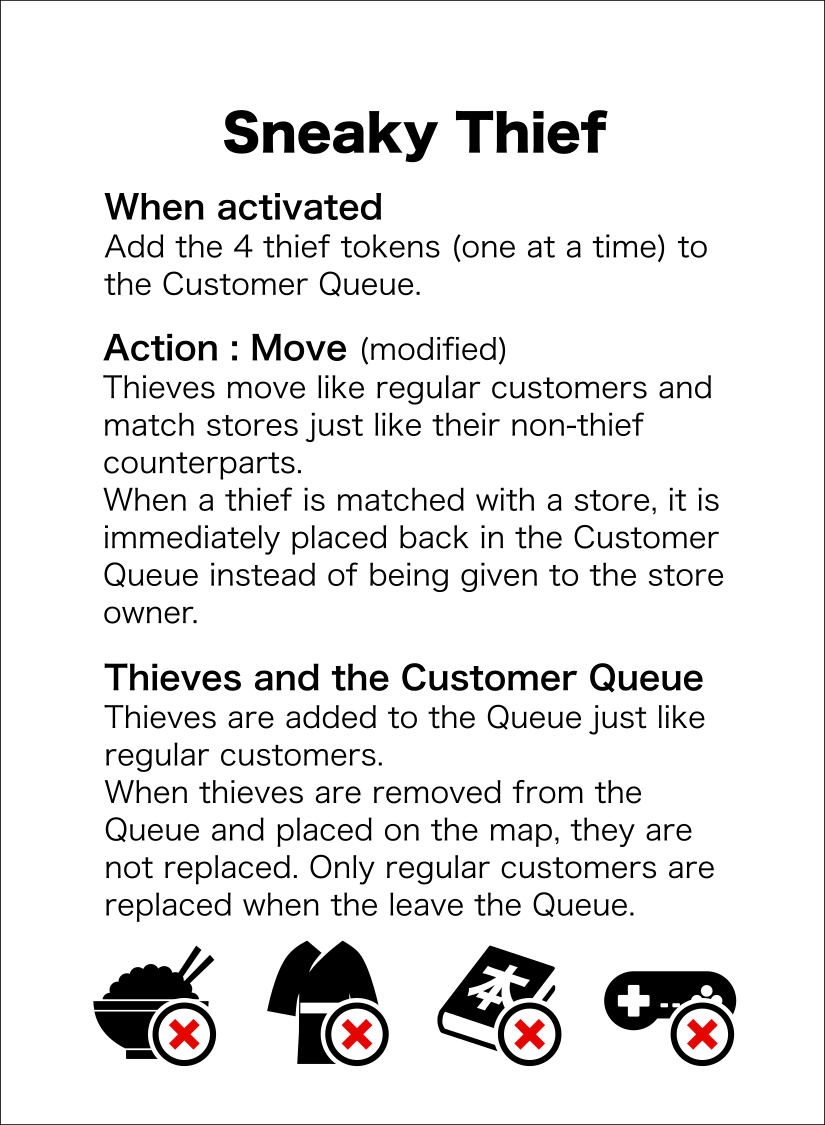 Sneaky Thief
When activated
Add the 4 thief tokens (one at a time) to
the Customer Queue.
Action : Move (modified)
Thieves move like regular customers and
match stores just like their non-thief
counterparts.
When a thief is matched with a store, it is
immediately placed back in the Customer
Queue instead of being given to the store
owner.
Thieves and the Customer Queue
Thieves are added to the Queue just like
regular customers.
When thieves are removed from the
Queue and placed on the map, they are
not replaced. Only regular customers are
replaced when the leave the Queue.
本